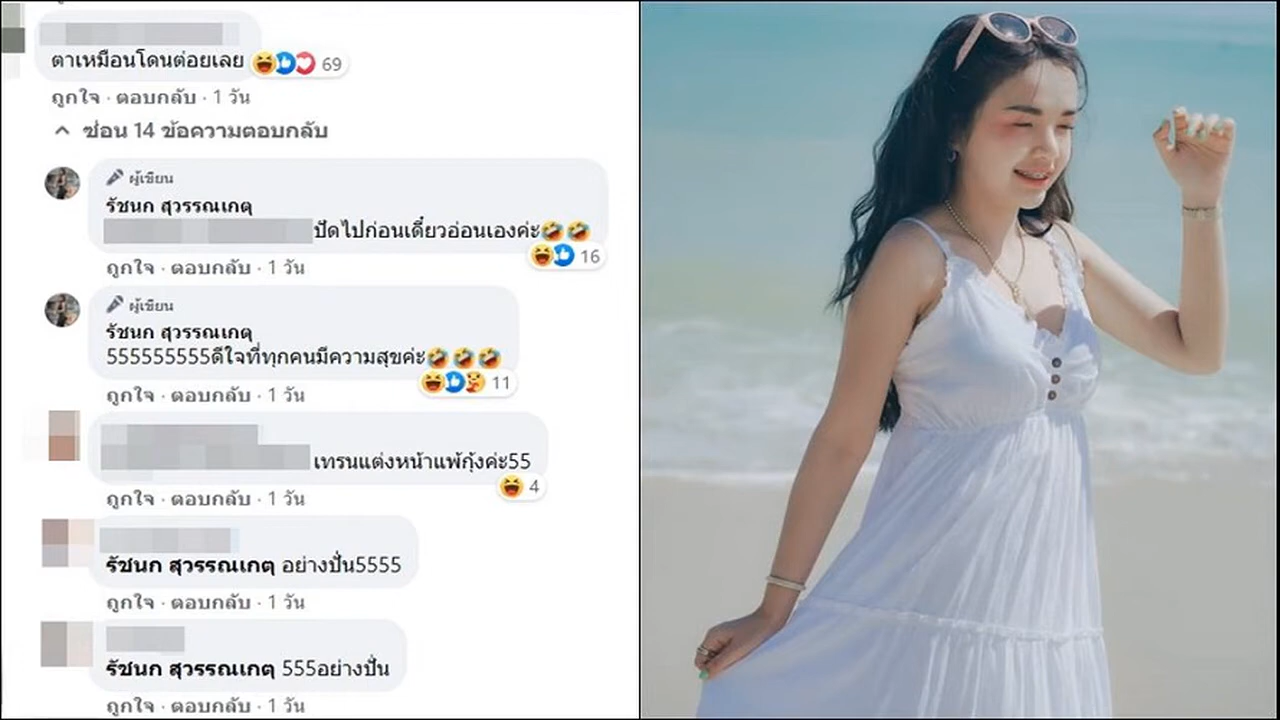 ตาเหมือนโดนต่อยเลย 69
ถูกใจ · ตอบกลับ · 1 วัน
ซ่อน 14 ข้อความตอบกลับ
ผู้เขียน
รัชนก สุวรรณเกตุ
ปัดไปก่อนเดี๋ยวอ่อนเองค่ะ🤣🤣
16
ถูกใจ · ตอบกลับ · 1 วัน
ผู้เขียน
รัชนก สุวรรณเกตุ
5555555555ดีใจที่ทุกคนมีความสุขค่ะ🤣🤣🤣
11
ถูกใจ · ตอบกลับ · 1 วัน
เทรนแต่งหน้าแพ้กุ้งค่ะ55
4
ถูกใจ · ตอบกลับ · 1 วัน
รัชนก สุวรรณเกตุ อย่างปั่น5555
ถูกใจ · ตอบกลับ · 1 วัน
รัชนก สุวรรณเกตุ 555อย่างปั่น
ถูกใจ · ตอบกลับ · 1 วัน